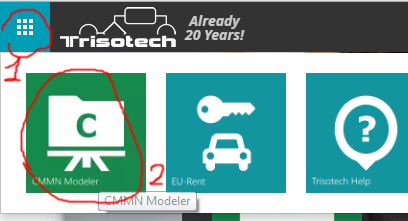 Trisotech
Already
20 Years!
1
C
CMMN Modeler
2
EU-Rent
?
Trisotech Help
CMMN Modeler